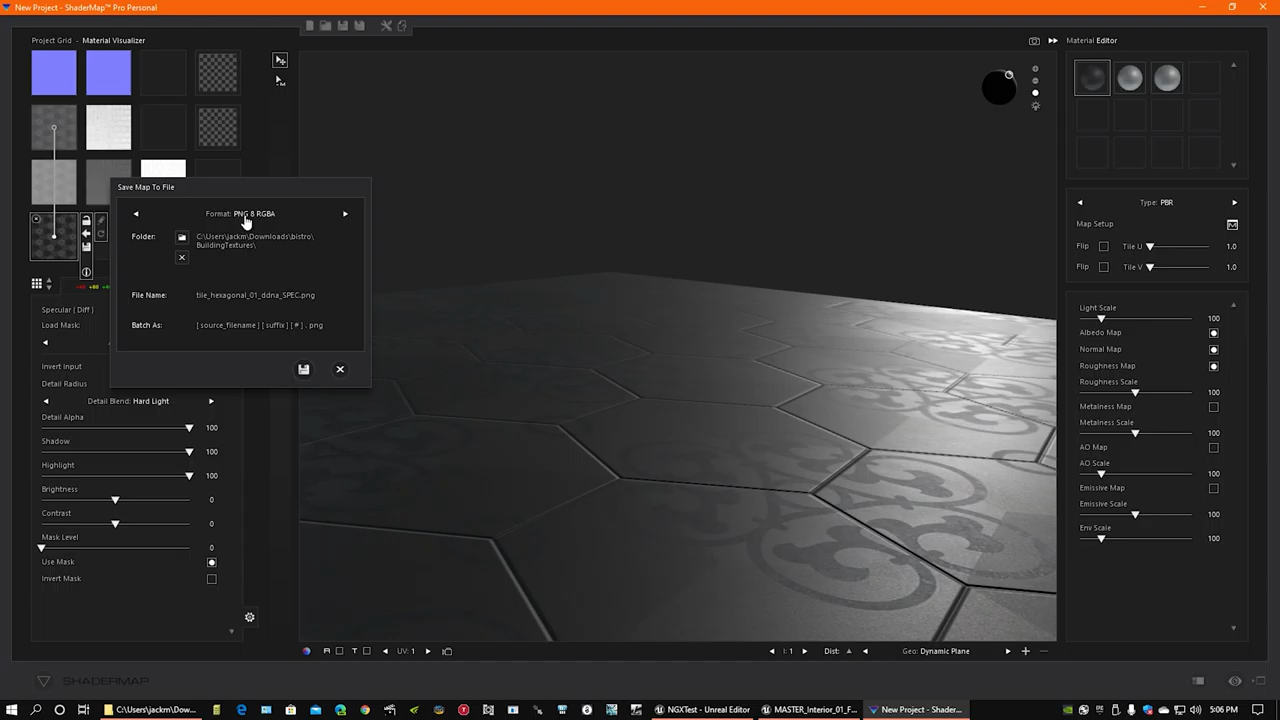 New Project - ShaderMap™ Pro Personal
Project Grid - Material Visualizer
Material Editor
Save Map To File
Format: PNG 8 RGBA
Folder: C:\Users\jackm\Downloads\bistro\
BuildingTextures\
File Name: tile_hexagonal_01_ddna_SPEC.png
Batch As: [ source_filename ] [ suffix ] [ # ] . png
Specular ( Diff )
Load Mask:
Invert Input
Detail Radius
Detail Blend: Hard Light
Detail Alpha
100
Shadow
100
Highlight
100
Brightness
0
Contrast
0
Mask Level
0
Use Mask
Invert Mask
Type: PBR
Map Setup
M
Flip Tile U 1.0
Flip Tile V 1.0
Light Scale
100
Albedo Map
Normal Map
Roughness Map
Roughness Scale
100
Metalness Map
Metalness Scale
100
AO Map
AO Scale
100
Emissive Map
Emissive Scale
100
Env Scale
100
T UV: 1
I: 1 Dist: Geo: Dynamic Plane
SHADERMAP
C:\Users\jackm\Dow...
NGXTest - Unreal Editor
MASTER_Interior_01_F...
New Project - Shader...
5:06 PM